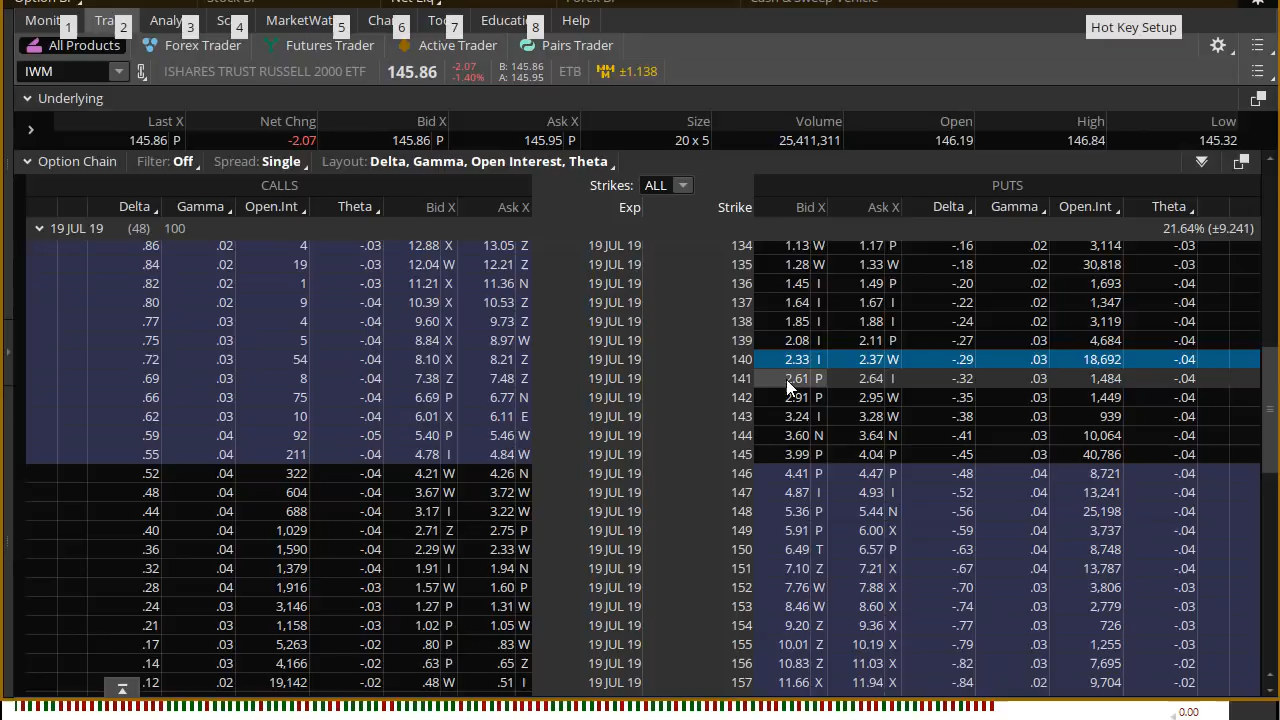 Moni 1 Tra 2 Analy 3 Sc 4 MarketWat 5 Cha 6 Too 7 Educati 8 Help Hot Key Setup
All Products Forex Trader Futures Trader Active Trader Pairs Trader
IWM ISHARES TRUST RUSSELL 2000 ETF 145.86 -2.07 -1.40% B: 145.86 A: 145.95 ETB ±1.138
Underlying
Last X Net Chng Bid X Ask X Size Volume Open High Low
145.86 P -2.07 145.86 P 145.95 P 20 x 5 25,411,311 146.19 146.84 145.32
Option Chain Filter: Off Spread: Single Layout: Delta, Gamma, Open Interest, Theta
CALLS Strikes: ALL PUTS
Delta Gamma Open.Int Theta Bid X Ask X Exp Strike Bid X Ask X Delta Gamma Open.Int Theta
19 JUL 19 (48) 100 21.64% (±9.241)
.86 .02 4 -.03 12.88 X 13.05 Z 19 JUL 19 134 1.13 W 1.17 P -.16 .02 3,114 -.03
.84 .02 19 -.03 12.04 W 12.21 Z 19 JUL 19 135 1.28 W 1.33 W -.18 .02 30,818 -.03
.82 .02 1 -.03 11.21 X 11.36 N 19 JUL 19 136 1.45 I 1.49 P -.20 .02 1,693 -.04
.80 .02 9 -.04 10.39 X 10.53 Z 19 JUL 19 137 1.64 I 1.67 I -.22 .02 1,347 -.04
.77 .03 4 -.04 9.60 X 9.73 Z 19 JUL 19 138 1.85 I 1.88 I -.24 .02 3,119 -.04
.75 .03 5 -.04 8.84 X 8.97 W 19 JUL 19 139 2.08 I 2.11 P -.27 .03 4,684 -.04
.72 .03 54 -.04 8.10 X 8.21 Z 19 JUL 19 140 2.33 I 2.37 W -.29 .03 18,692 -.04
.69 .03 8 -.04 7.38 Z 7.48 Z 19 JUL 19 141 2.61 P 2.64 I -.32 .03 1,484 -.04
.66 .03 75 -.04 6.69 P 6.77 N 19 JUL 19 142 2.91 P 2.95 W -.35 .03 1,449 -.04
.62 .03 10 -.04 6.01 X 6.11 E 19 JUL 19 143 3.24 I 3.28 W -.38 .03 939 -.04
.59 .04 92 -.05 5.40 P 5.46 W 19 JUL 19 144 3.60 N 3.64 N -.41 .03 10,064 -.04
.55 .04 211 -.04 4.78 I 4.84 W 19 JUL 19 145 3.99 P 4.04 P -.45 .03 40,786 -.04
.52 .04 322 -.04 4.21 W 4.26 N 19 JUL 19 146 4.41 P 4.47 P -.48 .04 8,721 -.04
.48 .04 604 -.04 3.67 W 3.72 W 19 JUL 19 147 4.87 I 4.93 I -.52 .04 13,241 -.04
.44 .04 688 -.04 3.17 I 3.22 W 19 JUL 19 148 5.36 P 5.44 N -.56 .04 25,198 -.04
.40 .04 1,029 -.04 2.71 Z 2.75 P 19 JUL 19 149 5.91 P 6.00 X -.59 .04 3,737 -.04
.36 .04 1,590 -.04 2.29 W 2.33 W 19 JUL 19 150 6.49 T 6.57 P -.63 .04 8,748 -.04
.32 .04 1,379 -.04 1.91 I 1.94 N 19 JUL 19 151 7.10 Z 7.21 X -.67 .04 13,787 -.04
.28 .04 1,916 -.03 1.57 W 1.60 P 19 JUL 19 152 7.76 W 7.88 X -.70 .04 3,806 -.03
.24 .03 3,146 -.03 1.27 P 1.31 W 19 JUL 19 153 8.46 W 8.60 X -.74 .04 2,779 -.03
.21 .03 1,158 -.03 1.02 P 1.05 W 19 JUL 19 154 9.20 Z 9.36 X -.77 .04 726 -.03
.17 .03 5,263 -.02 .80 P .83 W 19 JUL 19 155 10.01 Z 10.19 X -.79 .03 1,255 -.03
.14 .03 4,166 -.02 .63 P .65 Z 19 JUL 19 156 10.83 Z 11.03 X -.82 .03 7,695 -.02
.12 .02 19,142 -.02 .48 W .51 I 19 JUL 19 157 11.66 X 11.94 X -.84 .03 9,704 -.02
0.00